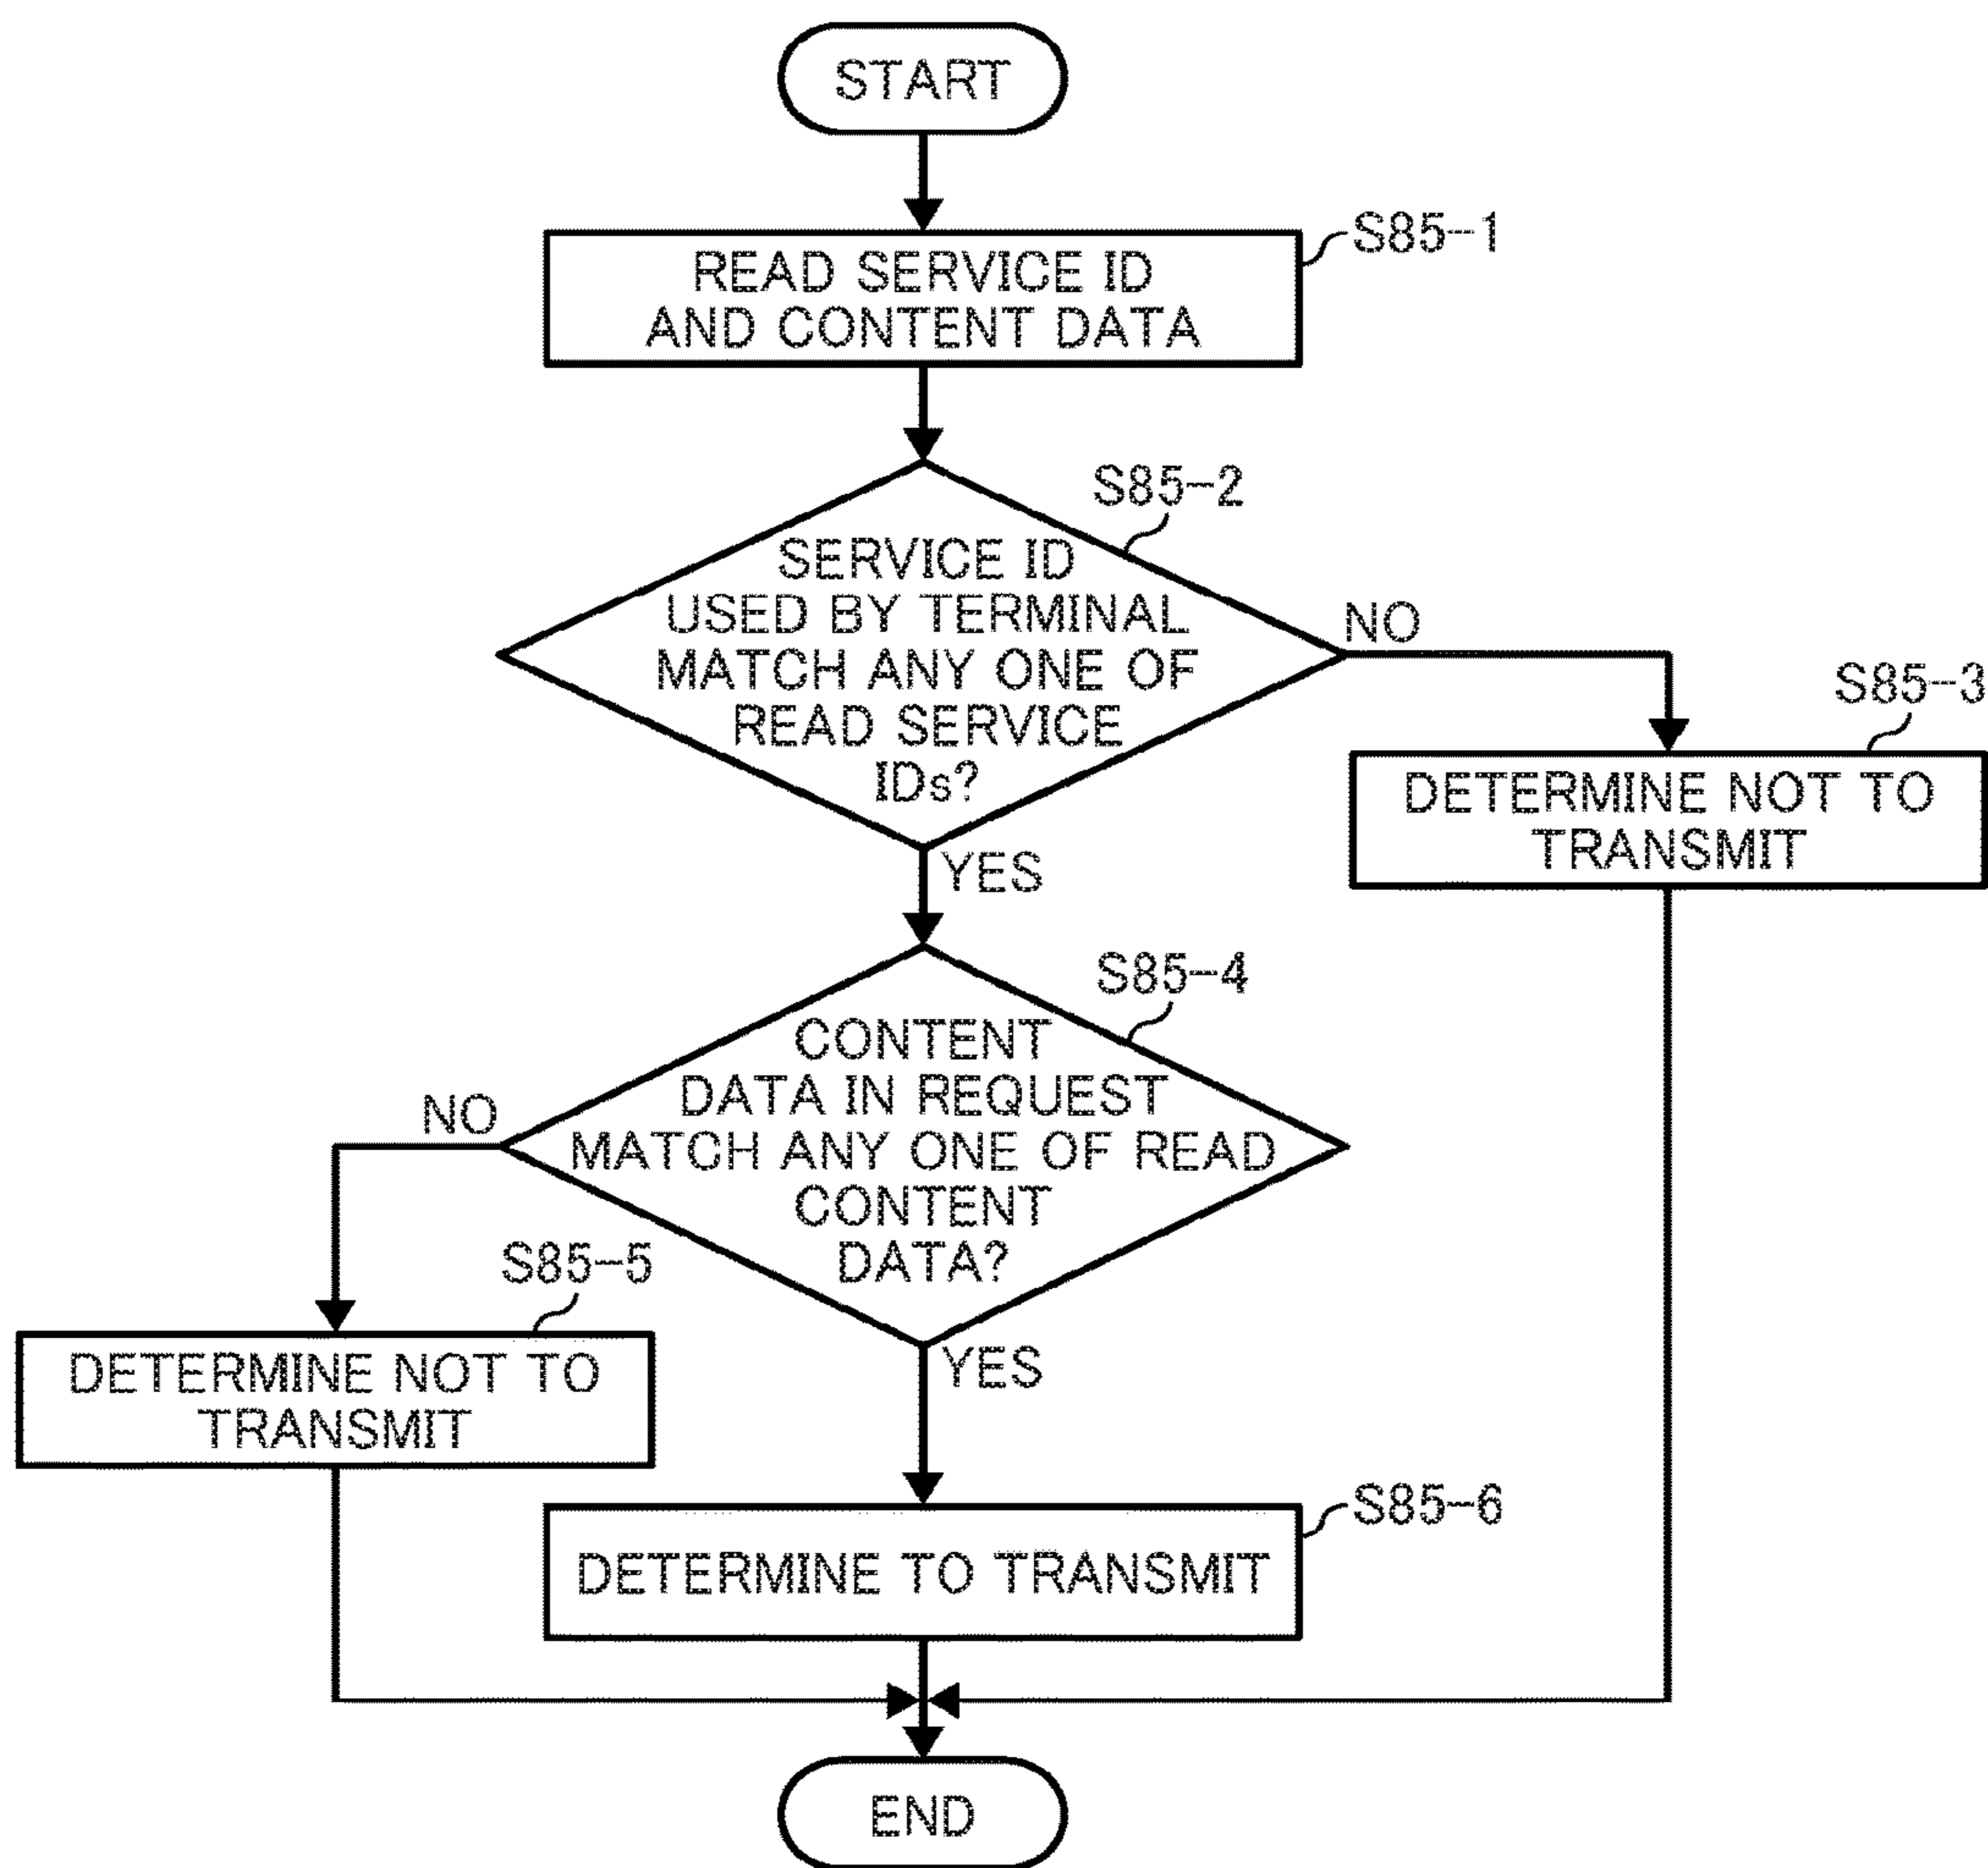 START
S85-1
READ SERVICE ID
AND CONTENT DATA
S85-2
SERVICE ID
USED BY TERMINAL
MATCH ANY ONE OF
READ SERVICE
IDs?
NO
S85-3
DETERMINE NOT TO
TRANSMIT
YES
S85-4
CONTENT
DATA IN REQUEST
MATCH ANY ONE OF READ
CONTENT
DATA?
NO
S85-5
DETERMINE NOT TO
TRANSMIT
YES
S85-6
DETERMINE TO TRANSMIT
END